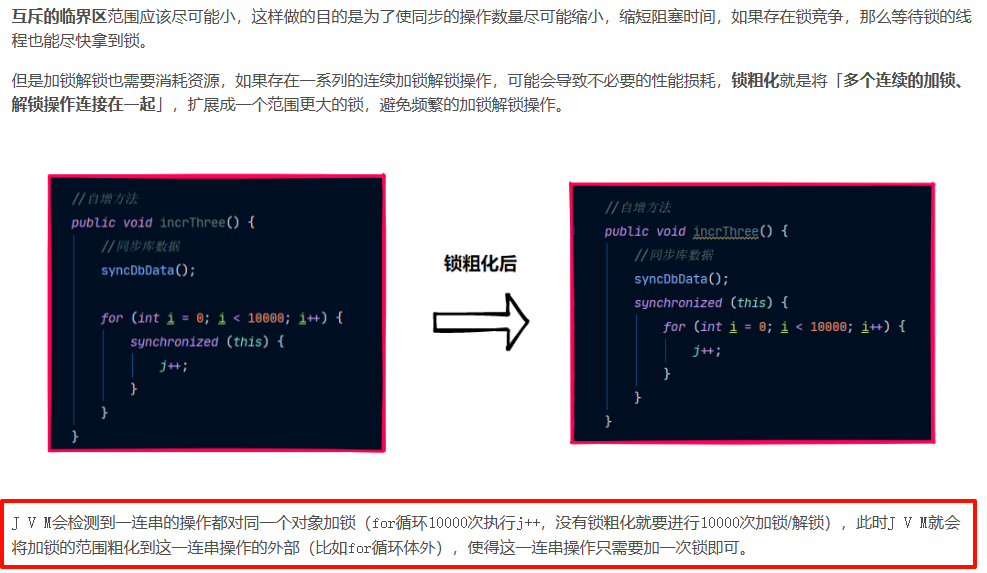 互斥的临界区范围应该尽可能小，这样做的目的是为了使同步的操作数量尽可能缩小，缩短阻塞时间，如果存在锁竞争，那么等待锁的线
程也能尽快拿到锁。
但是加锁解锁也需要消耗资源，如果存在一系列的连续加锁解锁操作，可能会导致不必要的性能损耗，锁粗化就是将「多个连续的加锁、
解锁操作连接在一起」，扩展成一个范围更大的锁，避免频繁的加锁解锁操作。
//自增方法
public void incrThree() {
//同步库数据
syncDbData();
for (int i = 0; i < 10000; i++) {
synchronized (this) {
j++;
}
}
}
锁粗化后
//自增方法
public void incrThree() {
//同步库数据
syncDbData();
synchronized (this) {
for (int i = 0; i < 10000; i++) {
j++;
}
}
}
J V M会检测到一连串的操作都对同一个对象加锁（for循环10000次执行j++，没有锁粗化就要进行10000次加锁/解锁），此时J V M就会
将加锁的范围粗化到这一连串操作的外部（比如for循环体外），使得这一连串操作只需要加一次锁即可。